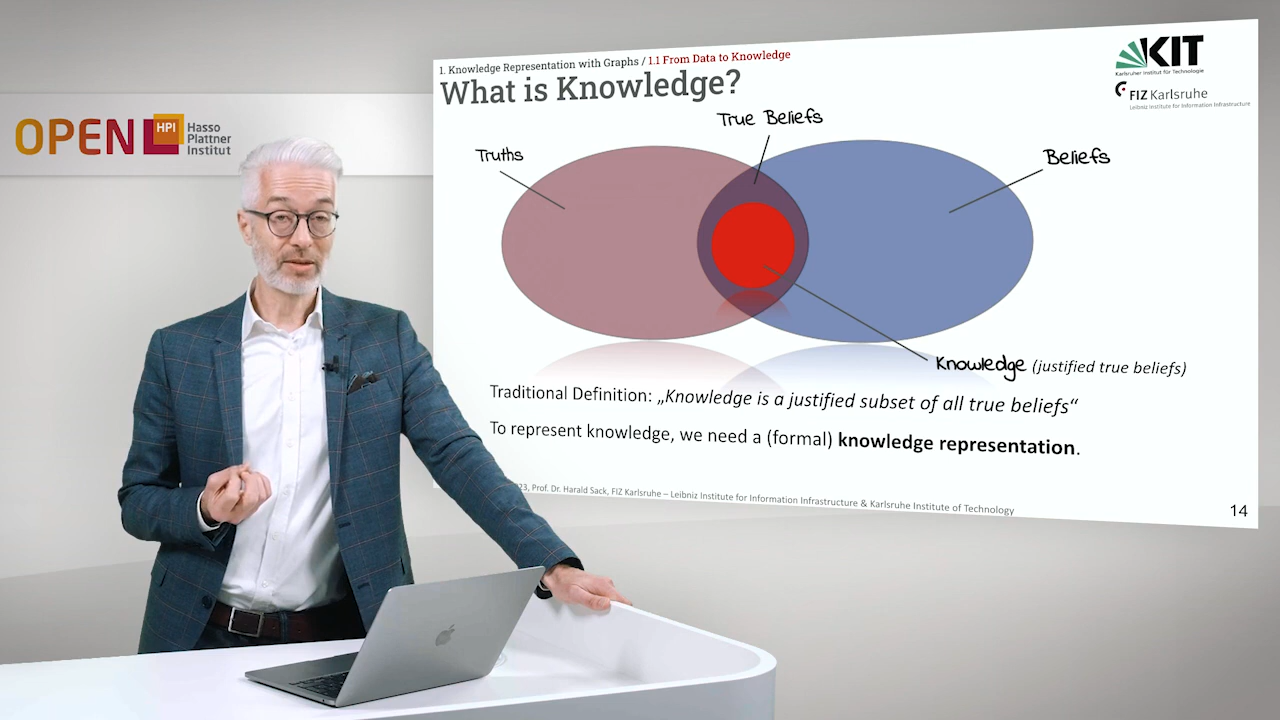 OPEN
HPI
Hasso
Plattner
Institut
1. Knowledge Representation with Graphs / 1.1 From Data to Knowledge
What is Knowledge?
KIT
Karlsruher Institut für Technologie
FIZ Karlsruhe
Leibniz Institute for Information Infrastructure
True Beliefs
Truths
Beliefs
Knowledge (justified true beliefs)
Traditional Definition: „Knowledge is a justified subset of all true beliefs“
To represent knowledge, we need a (formal) knowledge representation.
23, Prof. Dr. Harald Sack, FIZ Karlsruhe – Leibniz Institute for Information Infrastructure & Karlsruhe Institute of Technology
14